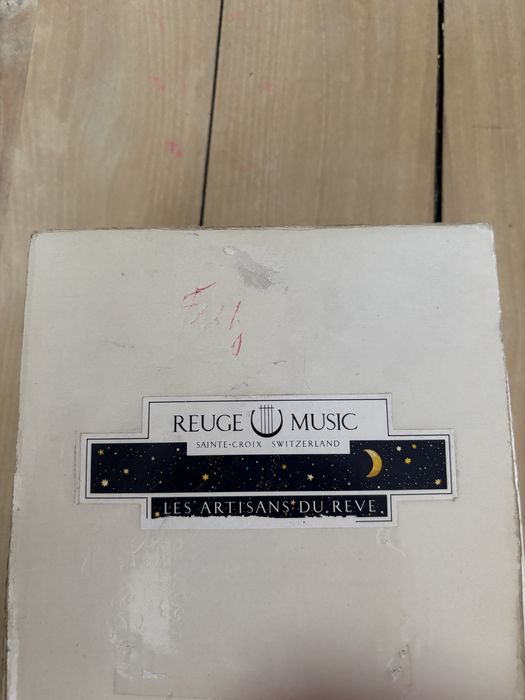 REUGE MUSIC
SAINTE-CROIX SWITZERLAND
LES ARTISANS DU REVE